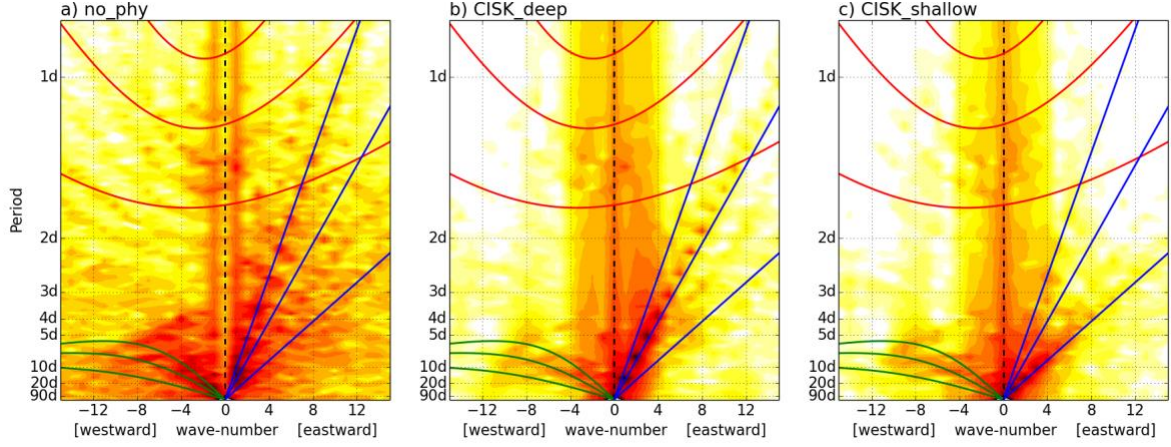 a) no_phy
b) CISK_deep
c) CISK_shallow
Period
1d
2d
3d
4d
5d
10d
20d
90d
−12 −8 −4 0 4 8 12
[westward] wave-number [eastward]
1d
2d
3d
4d
5d
10d
20d
90d
−12 −8 −4 0 4 8 12
[westward] wave-number [eastward]
1d
2d
3d
4d
5d
10d
20d
90d
−12 −8 −4 0 4 8 12
[westward] wave-number [eastward]